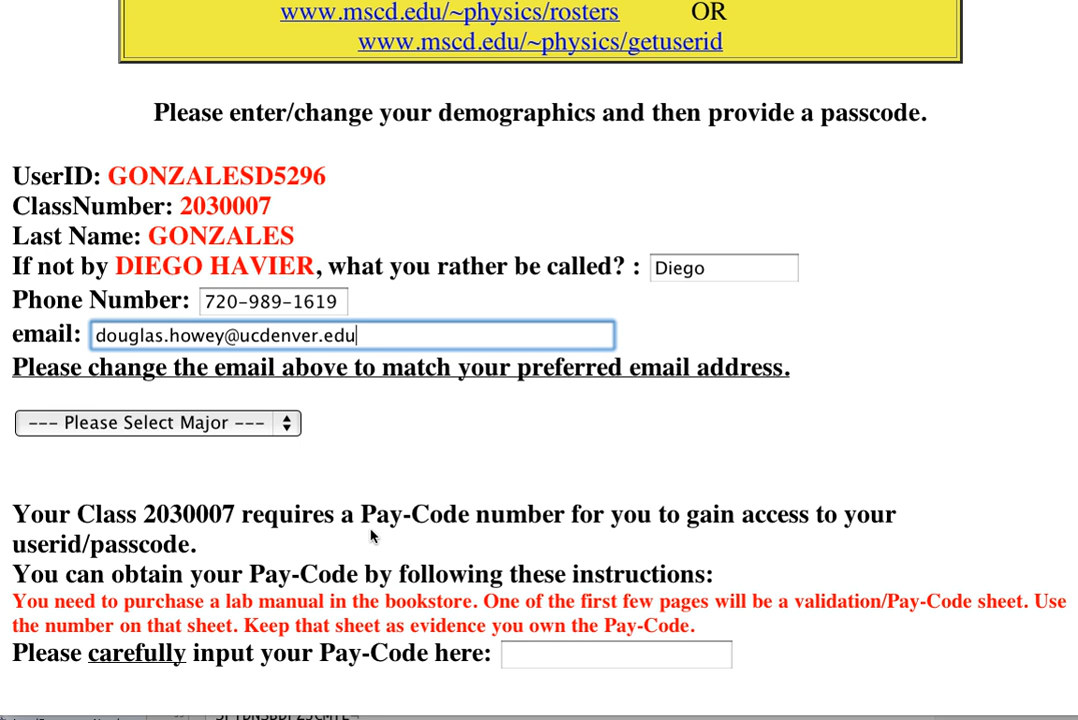 www.mscd.edu/~physics/rosters OR
www.mscd.edu/~physics/getuserid
Please enter/change your demographics and then provide a passcode.
UserID: GONZALESD5296
ClassNumber: 2030007
Last Name: GONZALES
If not by DIEGO HAVIER, what you rather be called? : Diego
Phone Number: 720-989-1619
email: douglas.howey@ucdenver.edu
Please change the email above to match your preferred email address.
--- Please Select Major ---
Your Class 2030007 requires a Pay-Code number for you to gain access to your
userid/passcode.
You can obtain your Pay-Code by following these instructions:
You need to purchase a lab manual in the bookstore. One of the first few pages will be a validation/Pay-Code sheet. Use
the number on that sheet. Keep that sheet as evidence you own the Pay-Code.
Please carefully input your Pay-Code here: